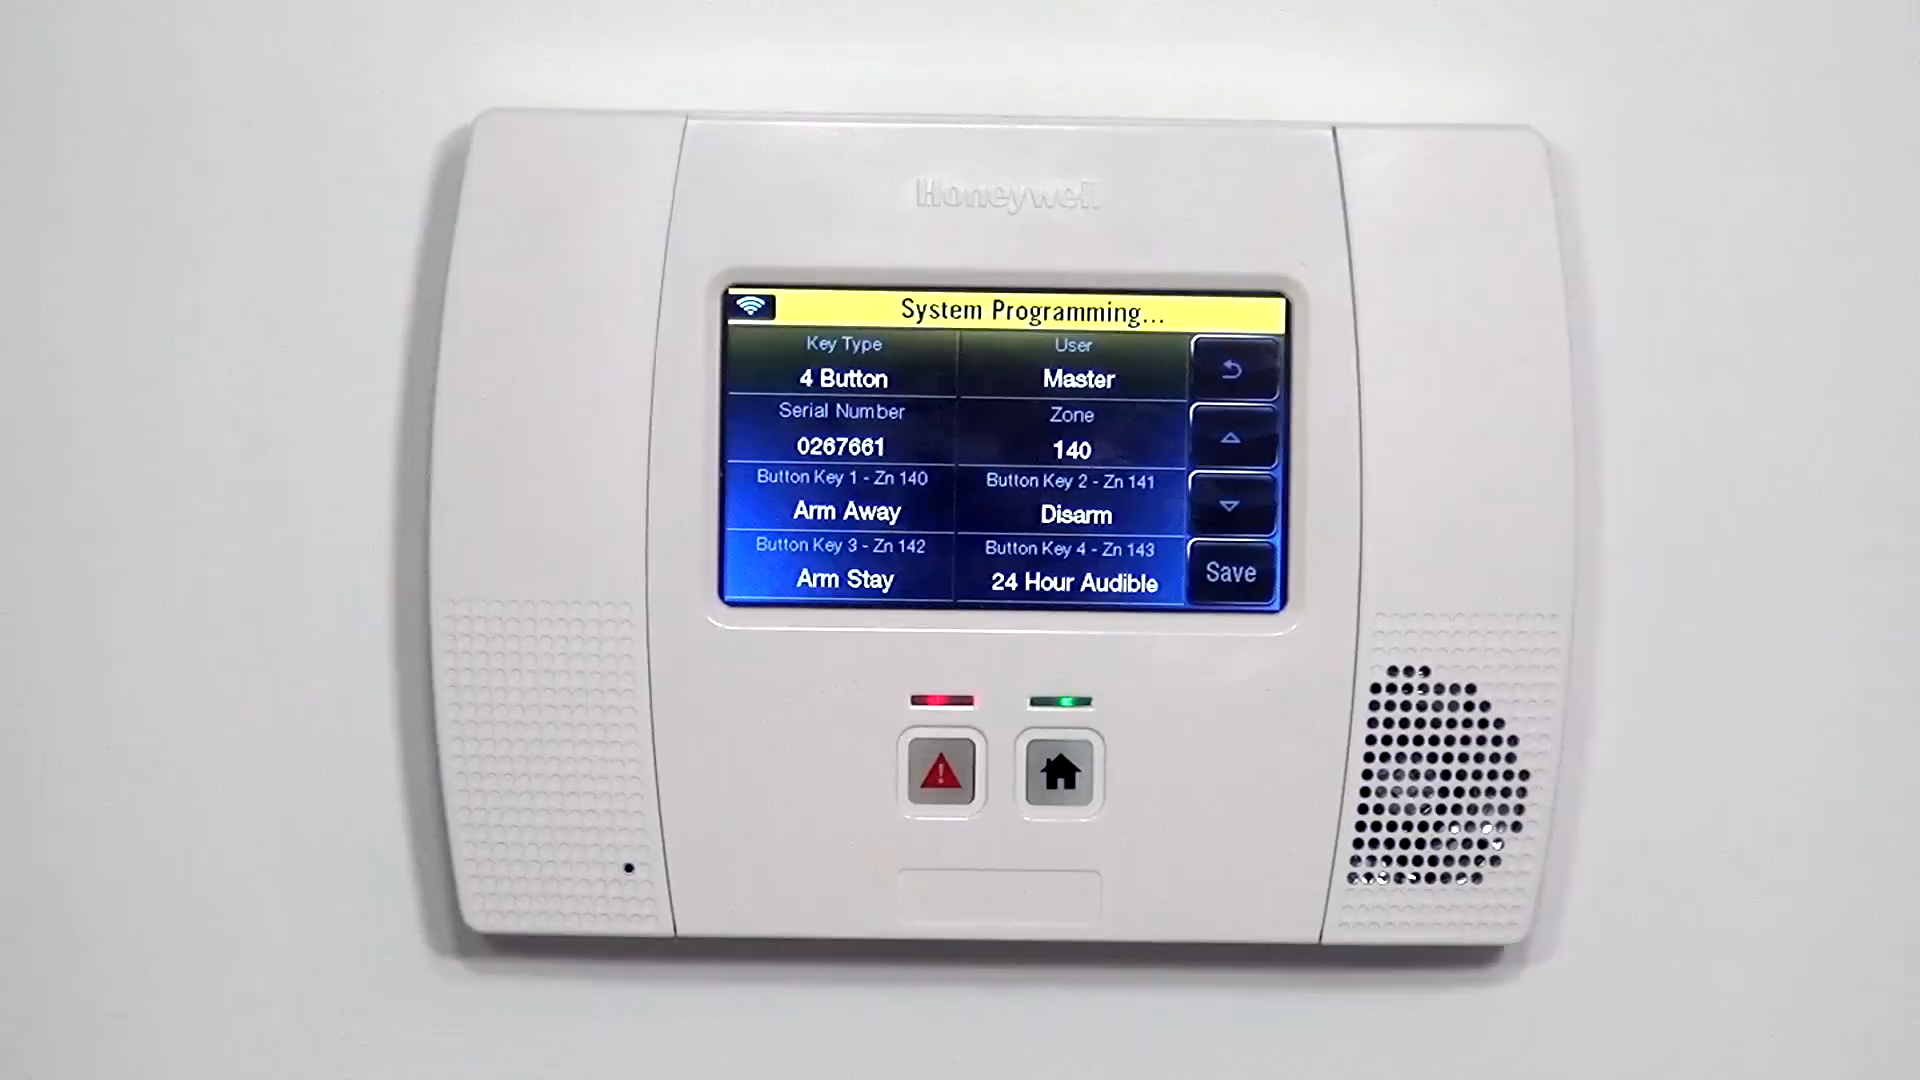 Honeywell
System Programming...
Key Type
4 Button
User
Master
Serial Number
0267661
Zone
140
Button Key 1 - Zn 140
Arm Away
Button Key 2 - Zn 141
Disarm
Button Key 3 - Zn 142
Arm Stay
Button Key 4 - Zn 143
24 Hour Audible
Save